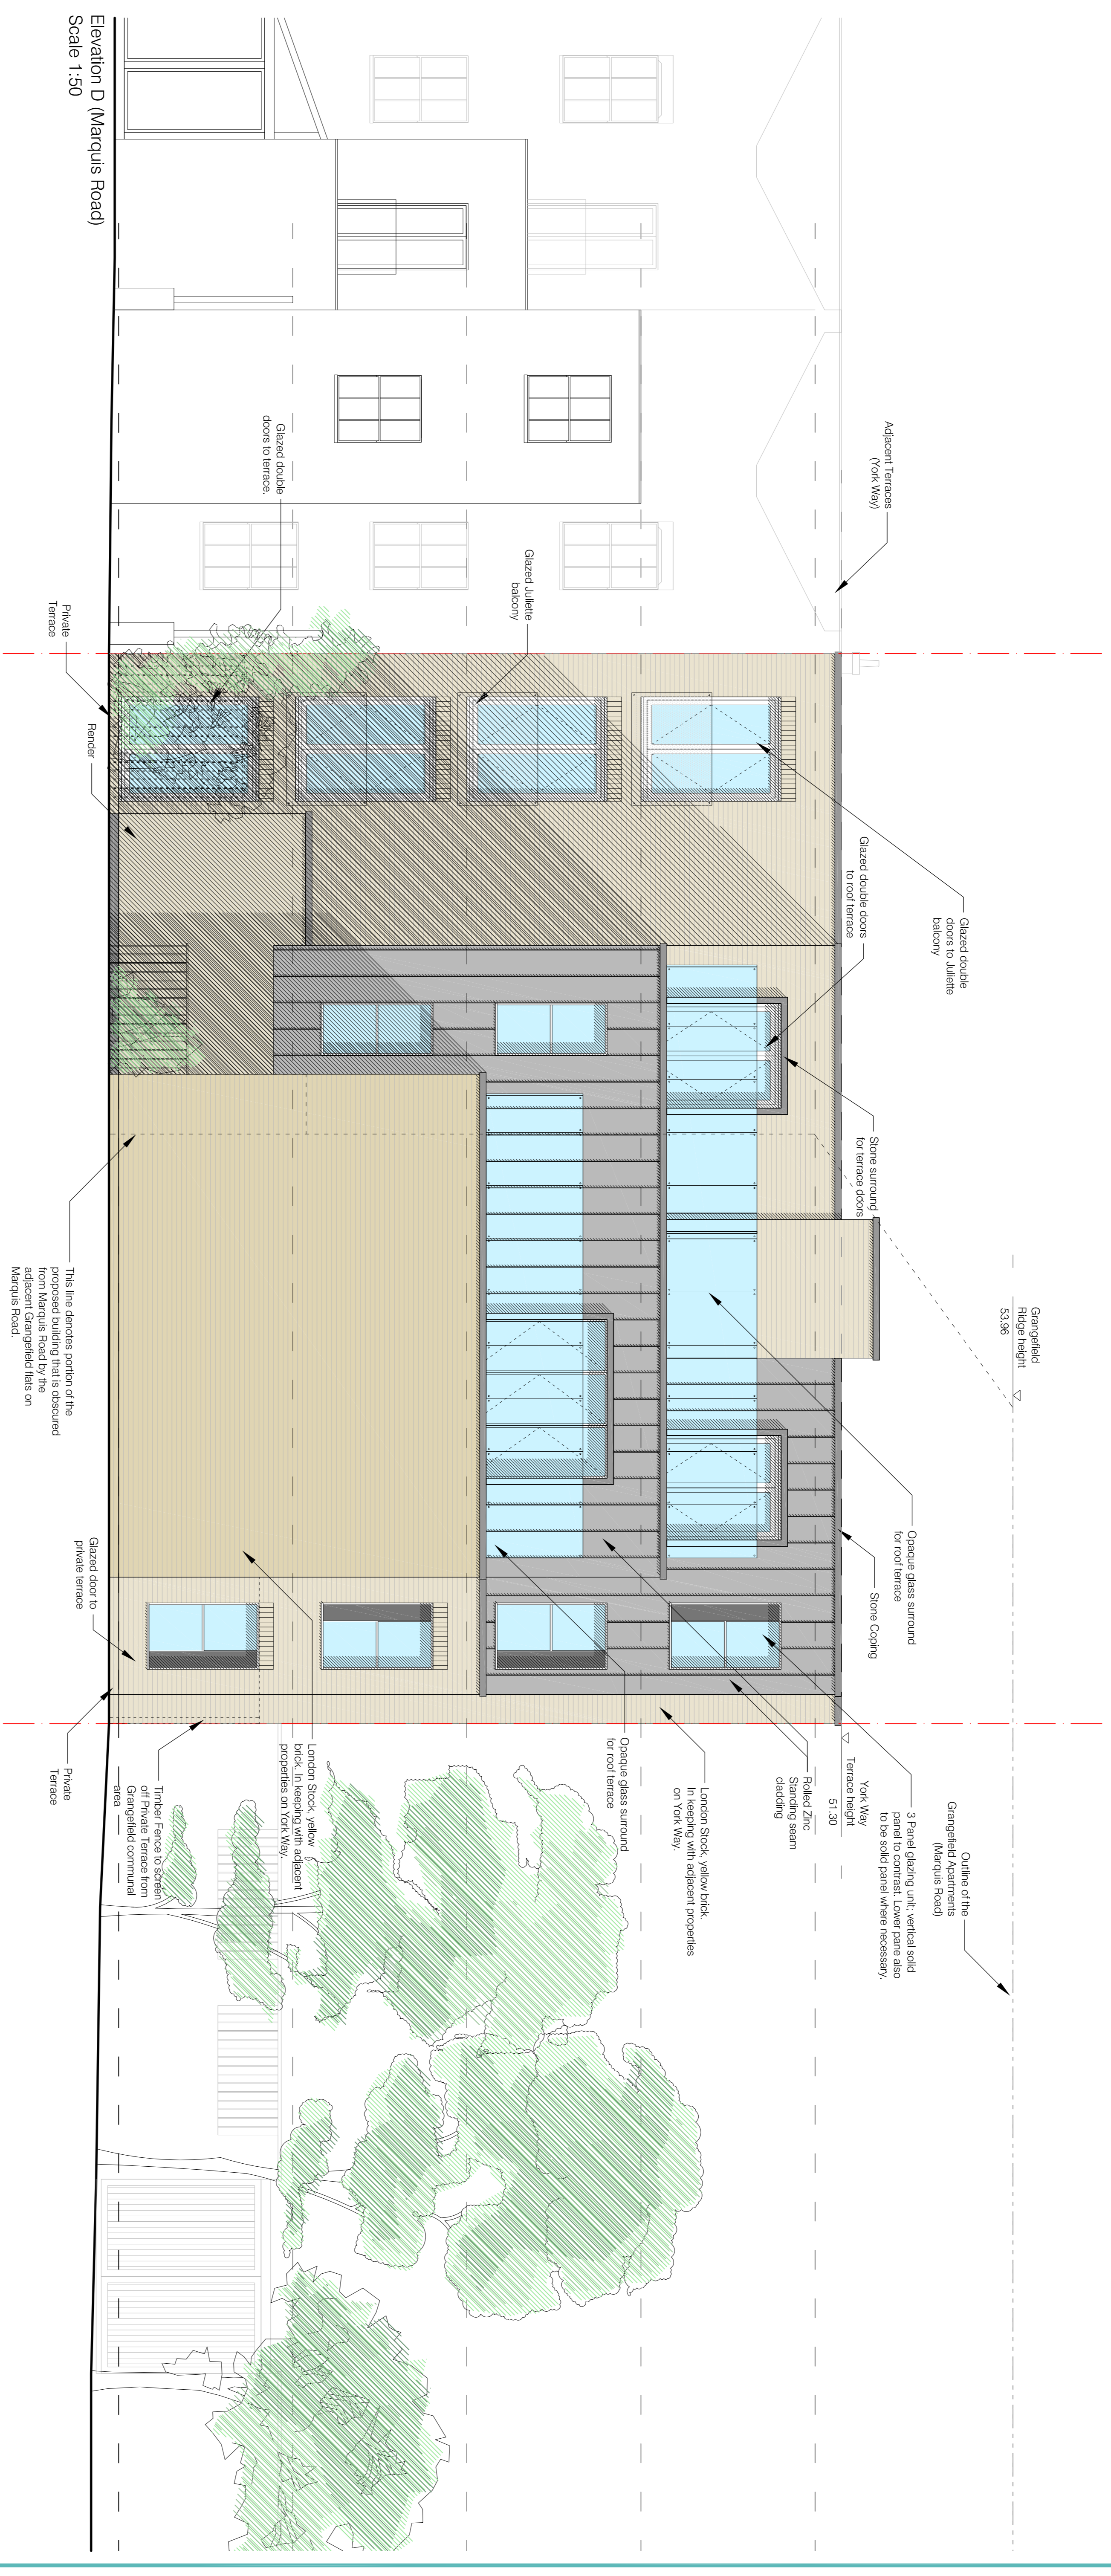 Elevation D (Marquis Road)
Scale 1:50
Adjacent Terraces
(York Way)
Glazed double
doors to terrace.
Glazed Juliette
balcony
Private
Terrace
Render
Glazed double
doors to Juliette
balcony
Glazed double doors
to roof terrace
Stone surround
for terrace doors
Grangefield
Ridge height
53.96
This line denotes portion of the
proposed building that is obscured
from Marquis Road by the
adjacent Grangefield flats on
Marquis Road.
Opaque glass surround
for roof terrace
Stone Coping
Glazed door to
private terrace
Private
Terrace
York Way
Terrace height
51.30
Outline of the
Grangefield Apartments
(Marquis Road)
3 Panel glazing unit; vertical solid
panel to contrast. Lower pane also
to be solid panel where necessary.
Rolled Zinc
Standing seam
cladding
London Stock, yellow brick.
In keeping with adjacent properties
on York Way.
Opaque glass surround
for roof terrace
London Stock, yellow
brick. In keeping with adjacent
properties on York Way.
Timber Fence to screen
off Private Terrace from
Grangefield communal
area